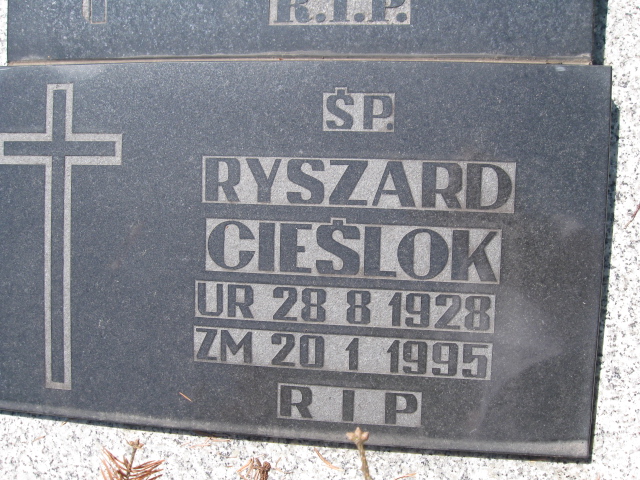 R.I.P.
ŚP.
RYSZARD
CIEŚLOK
UR 28 8 1928
ZM 20 1 1995
R I P